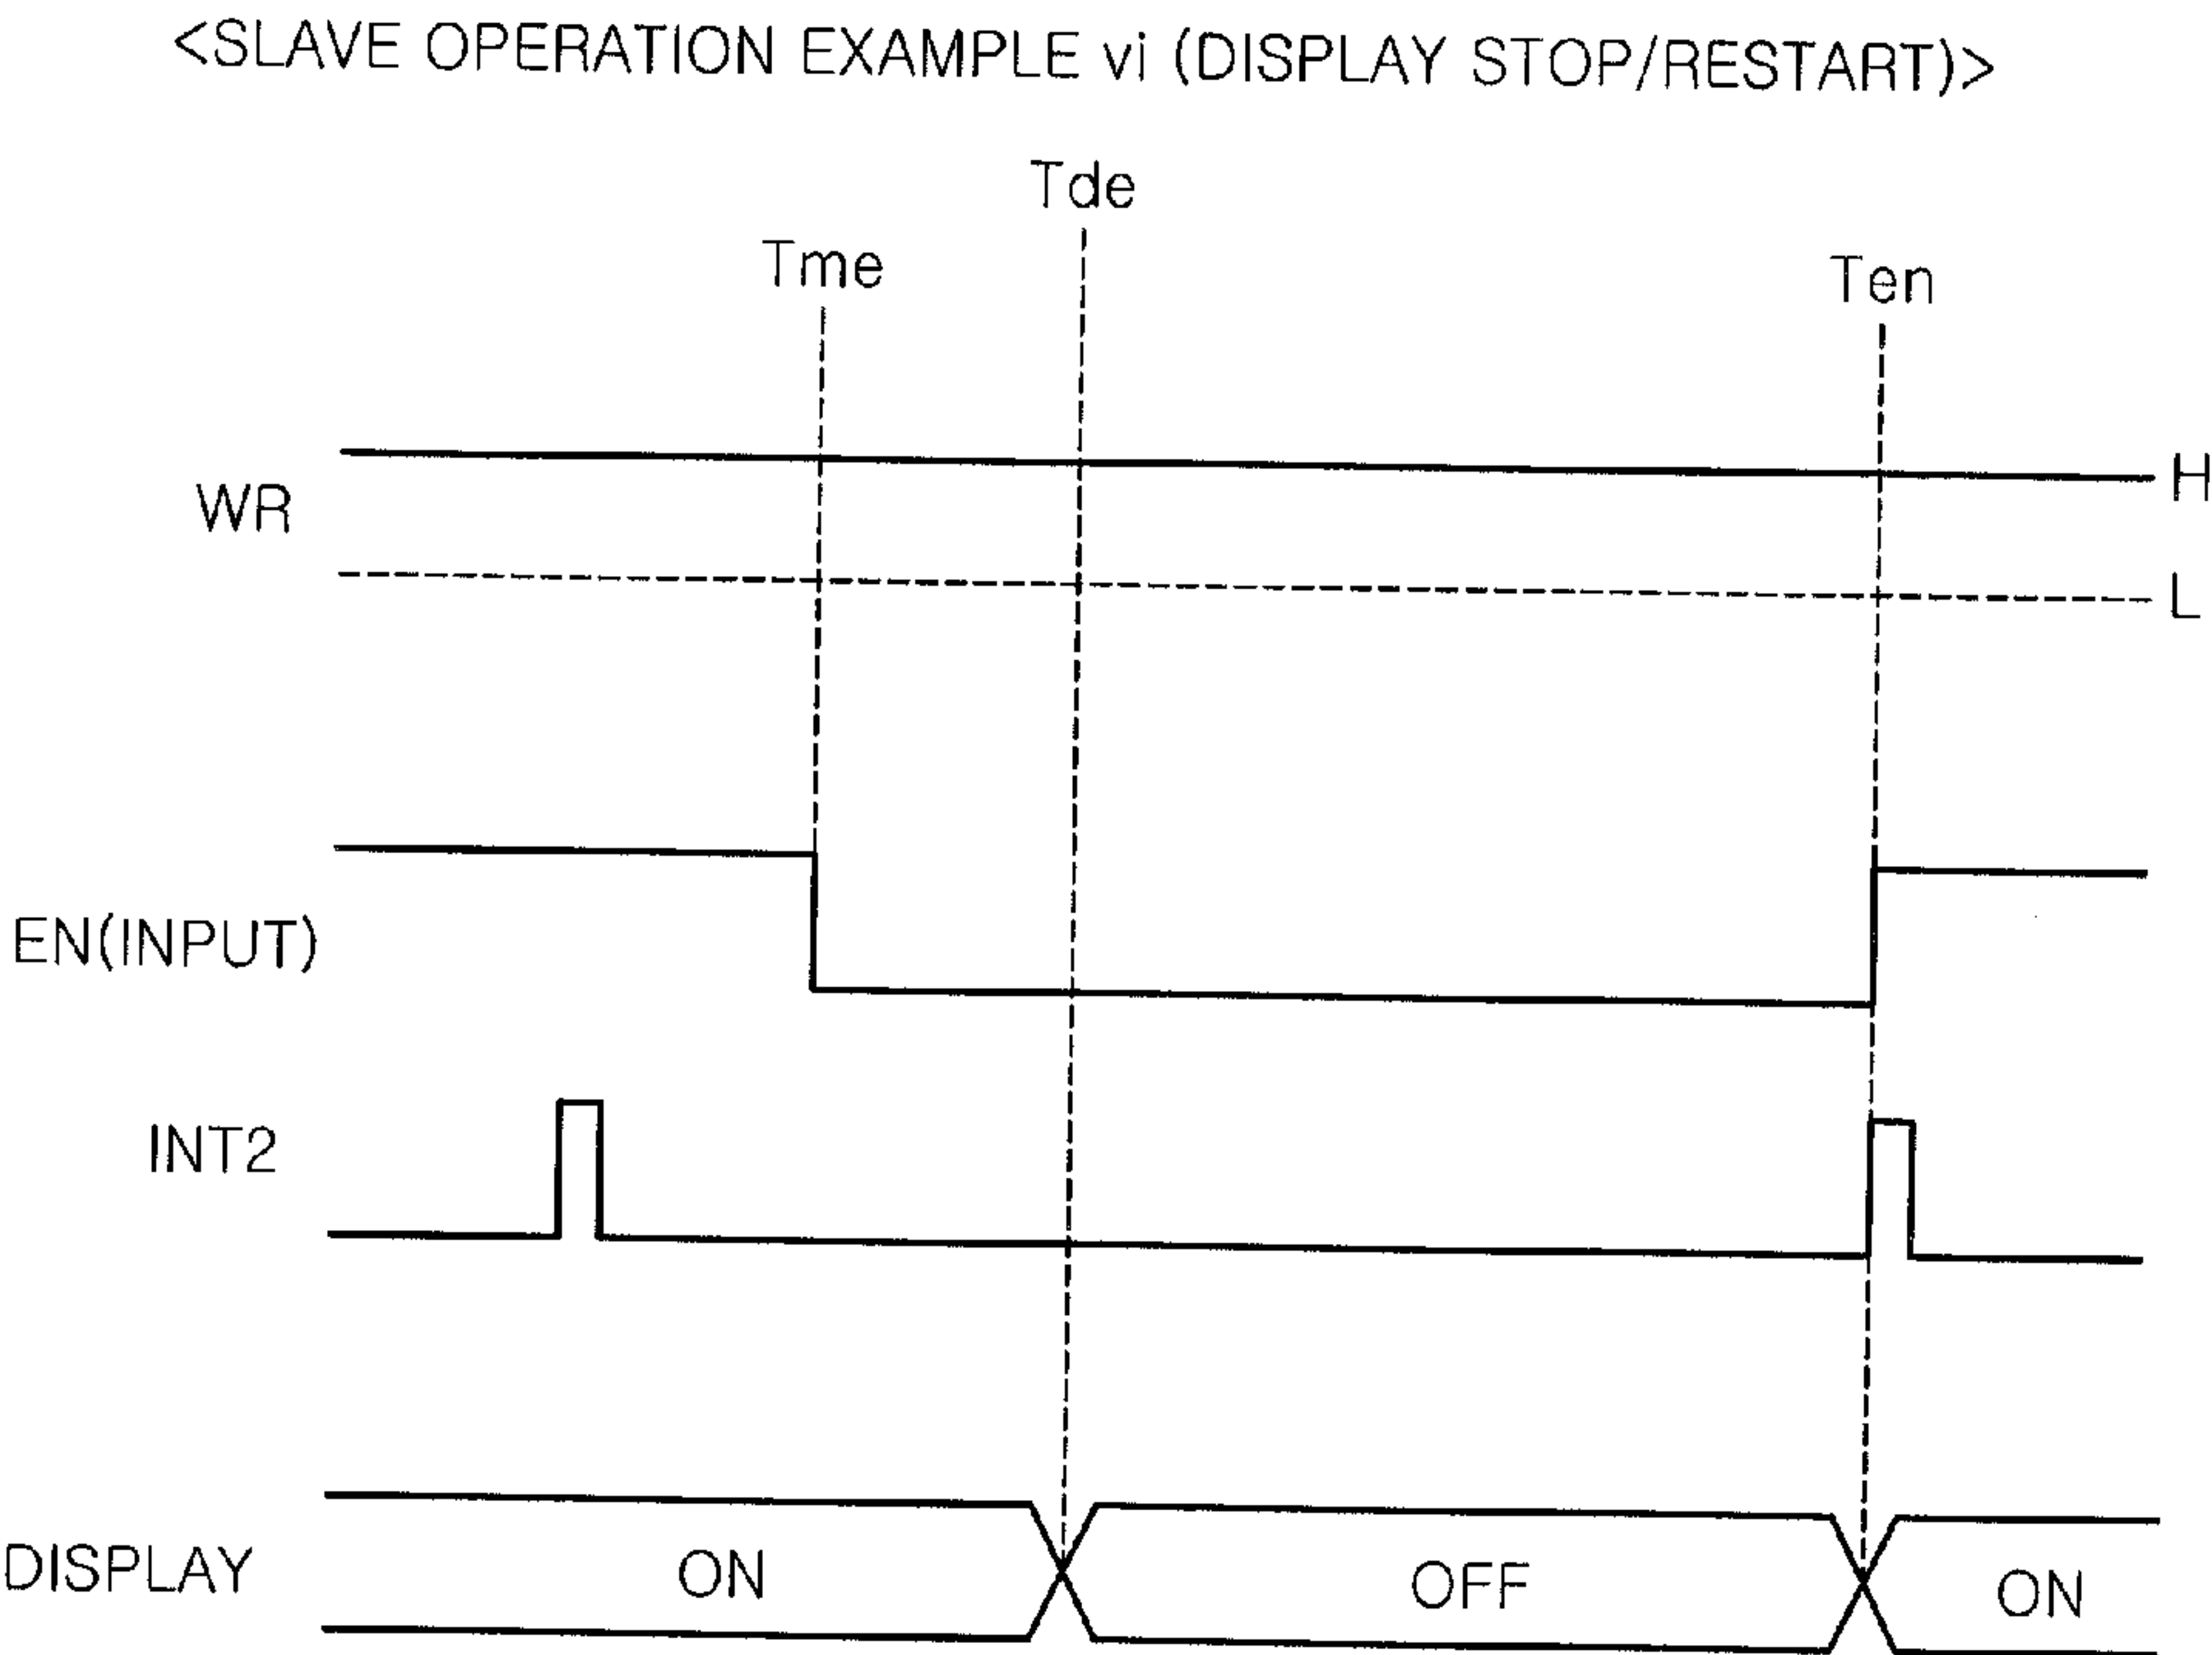 <SLAVE OPERATION EXAMPLE vi (DISPLAY STOP/RESTART)>
Tde
Tme
Ten
WR
H
L
EN(INPUT)
INT2
DISPLAY
ON
OFF
ON